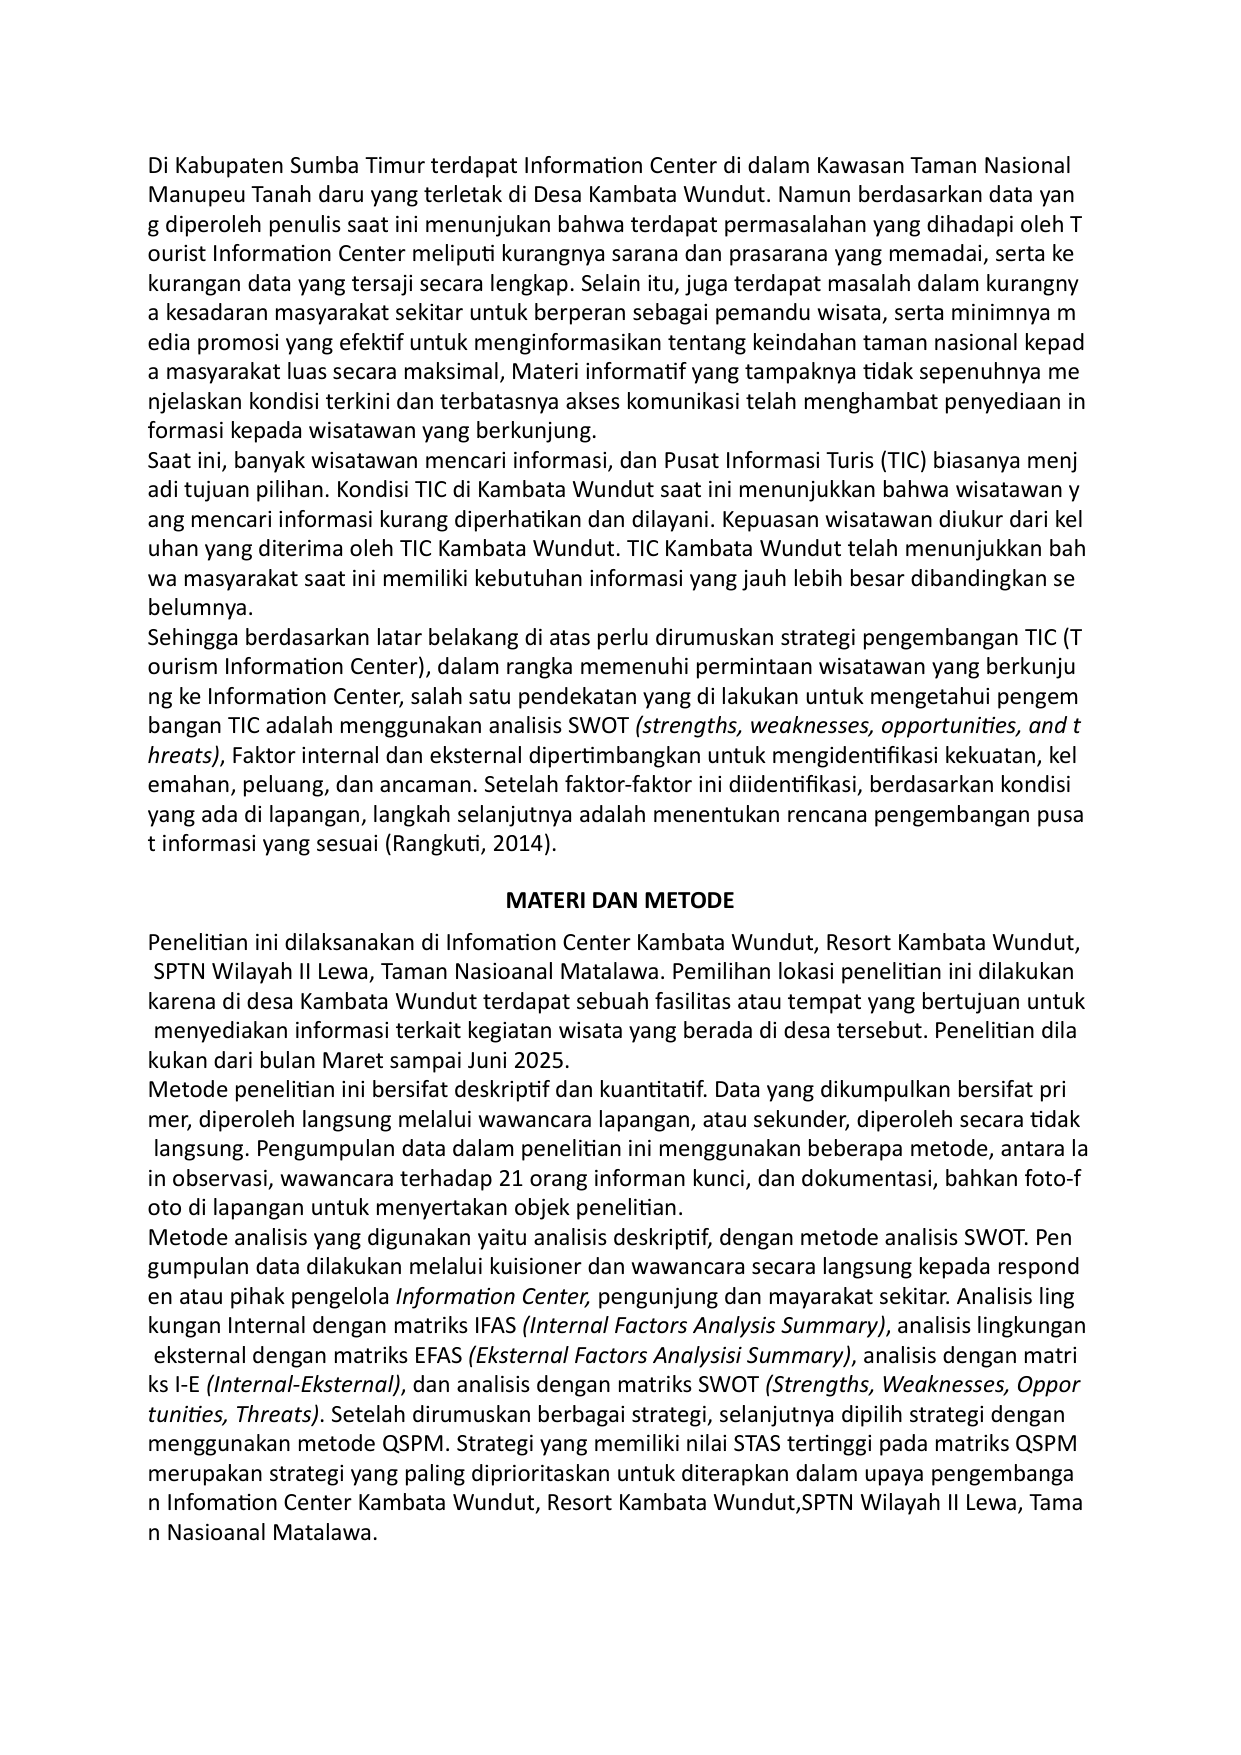 Di Kabupaten Sumba Timur terdapat Information Center di dalam Kawasan Taman Nasional
Manupeu Tanah daru yang terletak di Desa Kambata Wundut. Namun berdasarkan data yan
g diperoleh penulis saat ini menunjukan bahwa terdapat permasalahan yang dihadapi oleh T
ourist Information Center meliputi kurangnya sarana dan prasarana yang memadai, serta ke
kurangan data yang tersaji secara lengkap. Selain itu, juga terdapat masalah dalam kurangny
a kesadaran masyarakat sekitar untuk berperan sebagai pemandu wisata, serta minimnya m
edia promosi yang efektif untuk menginformasikan tentang keindahan taman nasional kepad
a masyarakat luas secara maksimal, Materi informatif yang tampaknya tidak sepenuhnya me
njelaskan kondisi terkini dan terbatasnya akses komunikasi telah menghambat penyediaan in
formasi kepada wisatawan yang berkunjung.
Saat ini, banyak wisatawan mencari informasi, dan Pusat Informasi Turis (TIC) biasanya menj
adi tujuan pilihan. Kondisi TIC di Kambata Wundut saat ini menunjukkan bahwa wisatawan y
ang mencari informasi kurang diperhatikan dan dilayani. Kepuasan wisatawan diukur dari kel
uhan yang diterima oleh TIC Kambata Wundut. TIC Kambata Wundut telah menunjukkan bah
wa masyarakat saat ini memiliki kebutuhan informasi yang jauh lebih besar dibandingkan se
belumnya.
Sehingga berdasarkan latar belakang di atas perlu dirumuskan strategi pengembangan TIC (T
ourism Information Center), dalam rangka memenuhi permintaan wisatawan yang berkunju
ng ke Information Center, salah satu pendekatan yang di lakukan untuk mengetahui pengem
bangan TIC adalah menggunakan analisis SWOT (strengths, weaknesses, opportunities, and t
hreats), Faktor internal dan eksternal dipertimbangkan untuk mengidentifikasi kekuatan, kel
emahan, peluang, dan ancaman. Setelah faktor-faktor ini diidentifikasi, berdasarkan kondisi
yang ada di lapangan, langkah selanjutnya adalah menentukan rencana pengembangan pusa
t informasi yang sesuai (Rangkuti, 2014).
MATERI DAN METODE
Penelitian ini dilaksanakan di Infomation Center Kambata Wundut, Resort Kambata Wundut,
SPTN Wilayah II Lewa, Taman Nasioanal Matalawa. Pemilihan lokasi penelitian ini dilakukan
karena di desa Kambata Wundut terdapat sebuah fasilitas atau tempat yang bertujuan untuk
menyediakan informasi terkait kegiatan wisata yang berada di desa tersebut. Penelitian dila
kukan dari bulan Maret sampai Juni 2025.
Metode penelitian ini bersifat deskriptif dan kuantitatif. Data yang dikumpulkan bersifat pri
mer, diperoleh langsung melalui wawancara lapangan, atau sekunder, diperoleh secara tidak
langsung. Pengumpulan data dalam penelitian ini menggunakan beberapa metode, antara la
in observasi, wawancara terhadap 21 orang informan kunci, dan dokumentasi, bahkan foto-f
oto di lapangan untuk menyertakan objek penelitian.
Metode analisis yang digunakan yaitu analisis deskriptif, dengan metode analisis SWOT. Pen
gumpulan data dilakukan melalui kuisioner dan wawancara secara langsung kepada respond
en atau pihak pengelola Information Center, pengunjung dan mayarakat sekitar. Analisis ling
kungan Internal dengan matriks IFAS (Internal Factors Analysis Summary), analisis lingkungan
eksternal dengan matriks EFAS (Eksternal Factors Analysisi Summary), analisis dengan matri
ks I-E (Internal-Eksternal), dan analisis dengan matriks SWOT (Strengths, Weaknesses, Oppor
tunities, Threats). Setelah dirumuskan berbagai strategi, selanjutnya dipilih strategi dengan
menggunakan metode QSPM. Strategi yang memiliki nilai STAS tertinggi pada matriks QSPM
merupakan strategi yang paling diprioritaskan untuk diterapkan dalam upaya pengembanga
n Infomation Center Kambata Wundut, Resort Kambata Wundut,SPTN Wilayah II Lewa, Tama
n Nasioanal Matalawa.